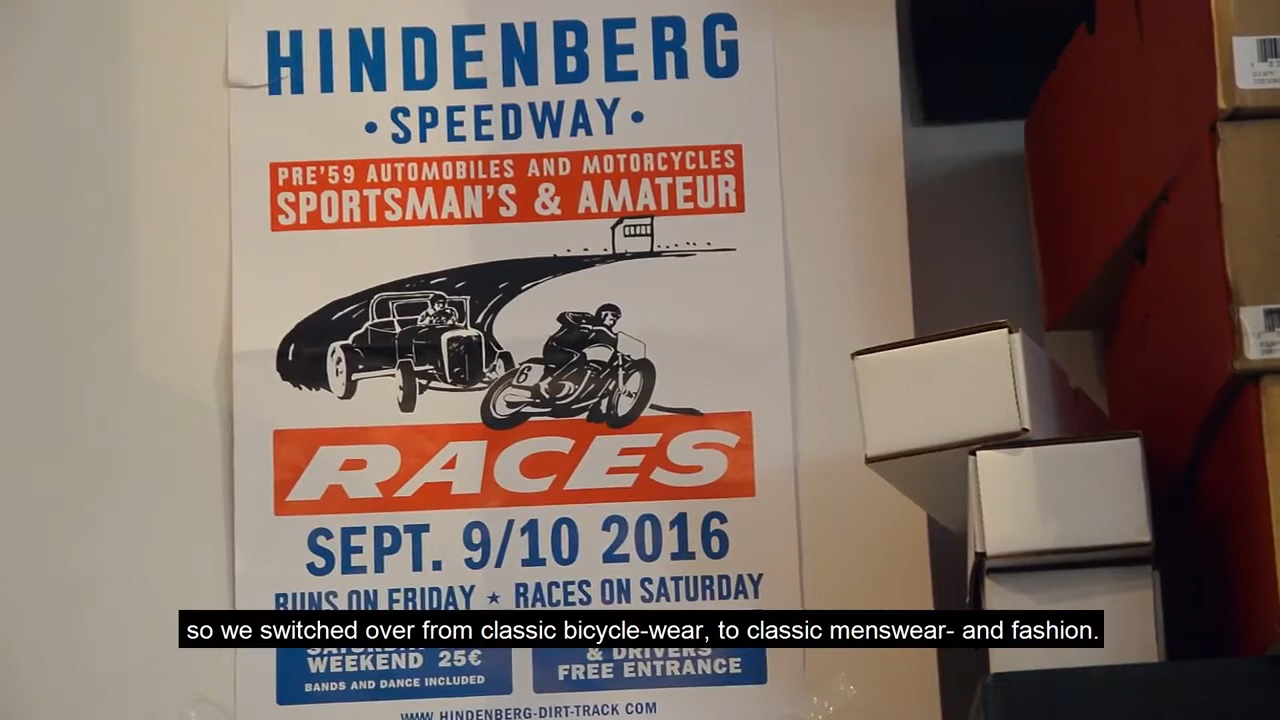 HINDENBERG
• SPEEDWAY •
PRE'59 AUTOMOBILES AND MOTORCYCLES
SPORTSMAN'S & AMATEUR
6
RACES
SEPT. 9/10 2016
RUNS ON FRIDAY ★ RACES ON SATURDAY
so we switched over from classic bicycle-wear, to classic menswear- and fashion.
WEEKEND 25€
BANDS AND DANCE INCLUDED
& DRIVERS
FREE ENTRANCE
WWW.HINDENBERG-DIRT-TRACK.COM